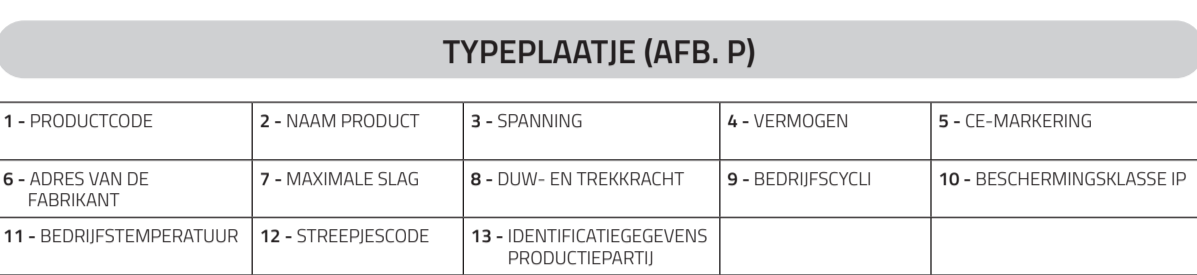 TYPEPLAATJE (AFB. P)
1 - PRODUCTCODE
2 - NAAM PRODUCT
3 - SPANNING
4 - VERMOGEN
5 - CE-MARKERING
6 - ADRES VAN DE
FABRIKANT
7 - MAXIMALE SLAG
8 - DUW- EN TREKKRACHT
9 - BEDRIJFSCYCLI
10 - BESCHERMINGSKLASSE IP
11 - BEDRIJFSTEMPERATUUR
12 - STREEPJESCODE
13 - IDENTIFICATIEGEGEVENS
PRODUCTIEPARTIJ